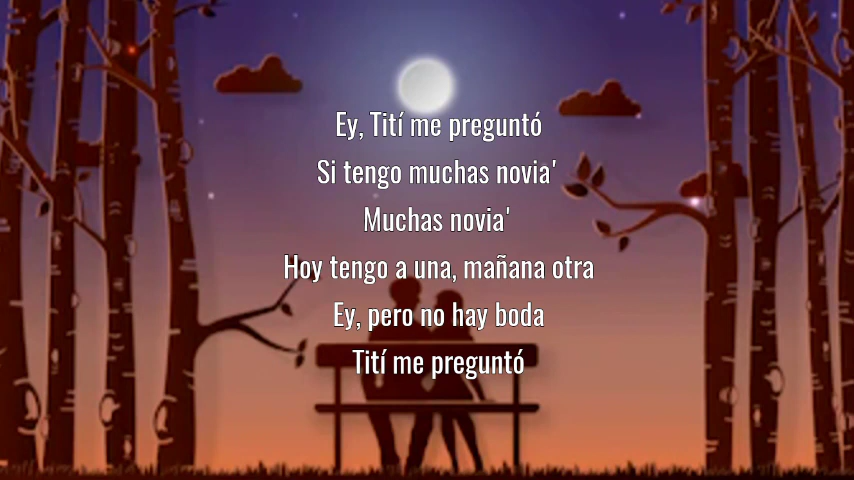 Ey, Tití me preguntó
Si tengo muchas novia'
Muchas novia'
Hoy tengo a una, mañana otra
Ey, pero no hay boda
Tití me preguntó